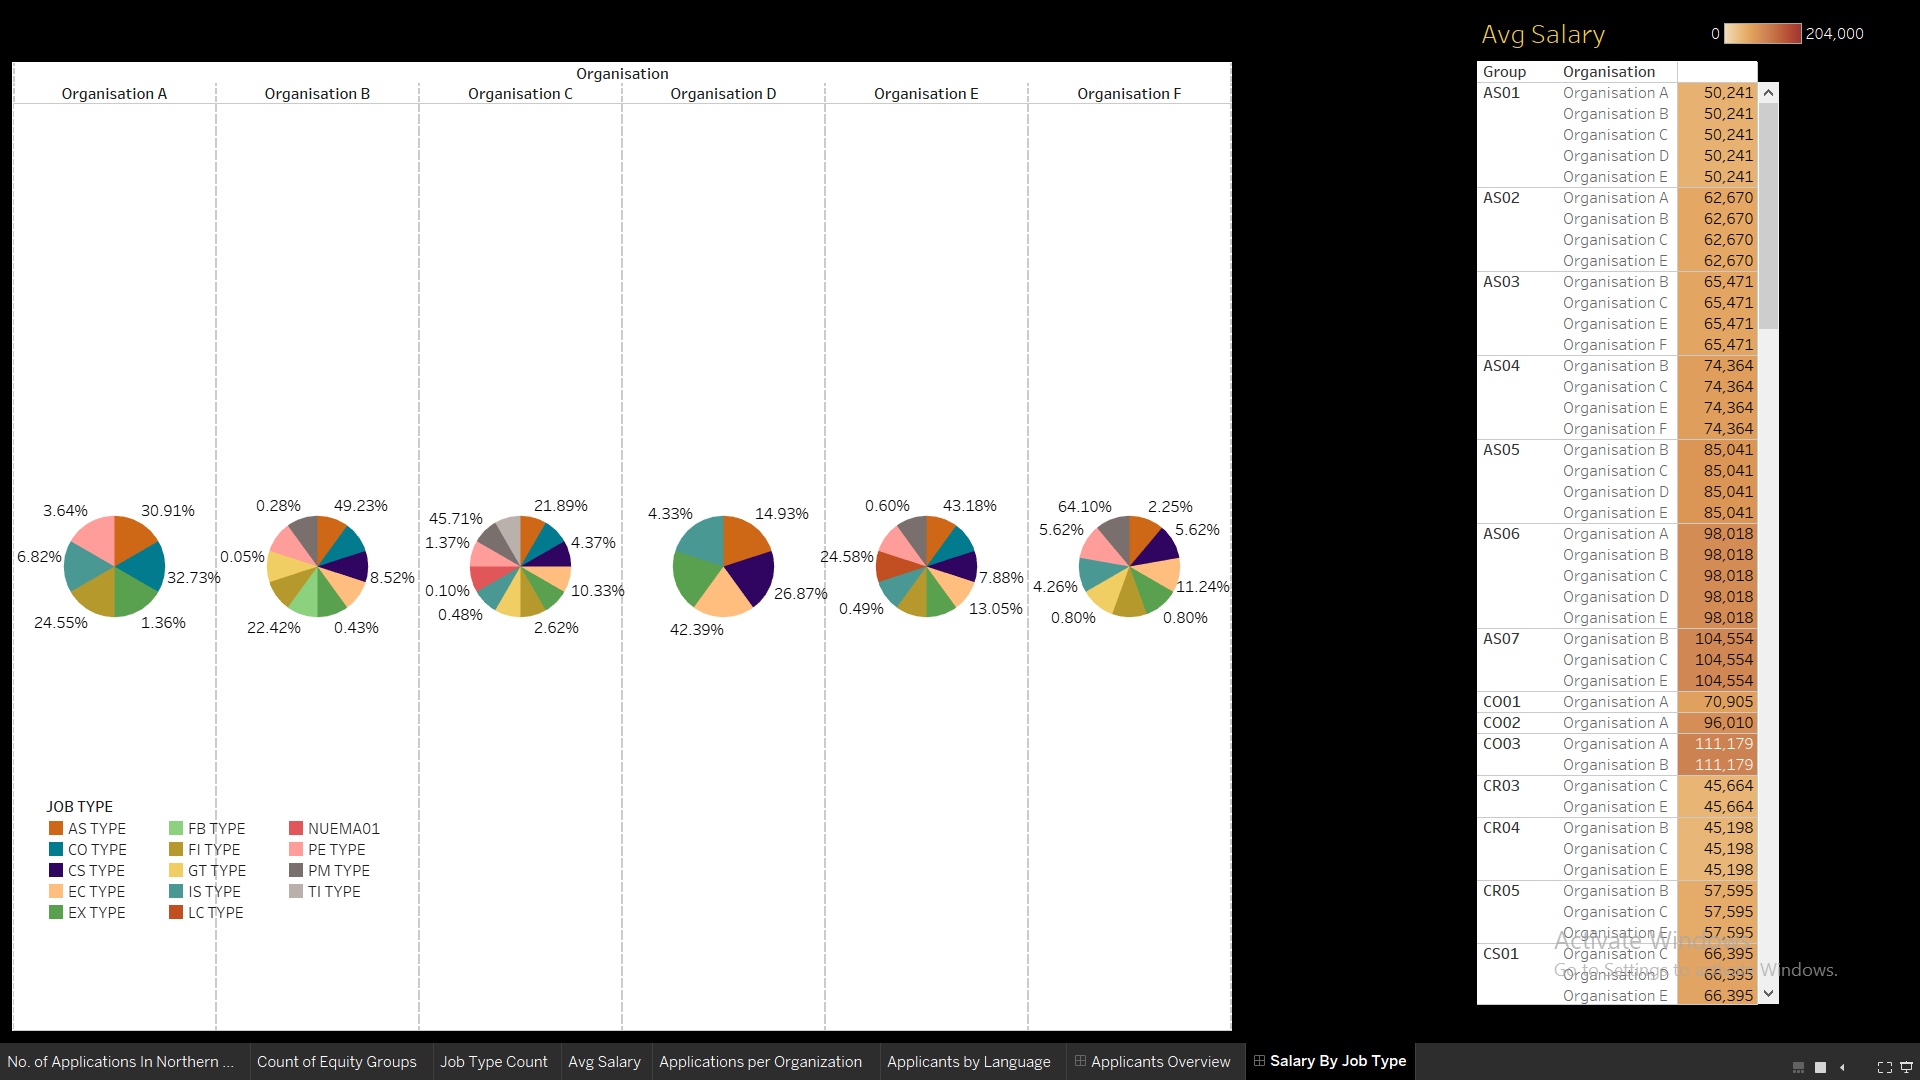 Avg Salary
0 204,000
Organisation
Organisation A Organisation B Organisation C Organisation D Organisation E Organisation F
3.64% 30.91%
6.82% 32.73%
24.55% 1.36%
0.28% 49.23%
0.05% 8.52%
22.42% 0.43%
45.71% 21.89%
1.37% 4.37%
0.10% 10.33%
0.48% 2.62%
4.33% 14.93%
26.87%
42.39%
0.60% 43.18%
24.58% 7.88%
0.49% 13.05%
64.10% 2.25%
5.62% 5.62%
4.26% 11.24%
0.80% 0.80%
JOB TYPE
AS TYPE FB TYPE NUEMA01
CO TYPE FI TYPE PE TYPE
CS TYPE GT TYPE PM TYPE
EC TYPE IS TYPE TI TYPE
EX TYPE LC TYPE
Group Organisation
AS01 Organisation A 50,241
Organisation B 50,241
Organisation C 50,241
Organisation D 50,241
Organisation E 50,241
AS02 Organisation A 62,670
Organisation B 62,670
Organisation C 62,670
Organisation E 62,670
AS03 Organisation B 65,471
Organisation C 65,471
Organisation E 65,471
Organisation F 65,471
AS04 Organisation B 74,364
Organisation C 74,364
Organisation E 74,364
Organisation F 74,364
AS05 Organisation B 85,041
Organisation C 85,041
Organisation D 85,041
Organisation E 85,041
AS06 Organisation A 98,018
Organisation B 98,018
Organisation C 98,018
Organisation D 98,018
Organisation E 98,018
AS07 Organisation B 104,554
Organisation C 104,554
Organisation E 104,554
CO01 Organisation A 70,905
CO02 Organisation A 96,010
CO03 Organisation A 111,179
Organisation B 111,179
CR03 Organisation C 45,664
Organisation E 45,664
CR04 Organisation B 45,198
Organisation C 45,198
Organisation E 45,198
CR05 Organisation B 57,595
Organisation C 57,595
Organisation E 57,595
CS01 Organisation C 66,395
Organisation D 66,395
Organisation E 66,395
Activate Windows
Go to Settings to activate Windows.
No. of Applications In Northern ... Count of Equity Groups Job Type Count Avg Salary Applications per Organization Applicants by Language Applicants Overview Salary By Job Type